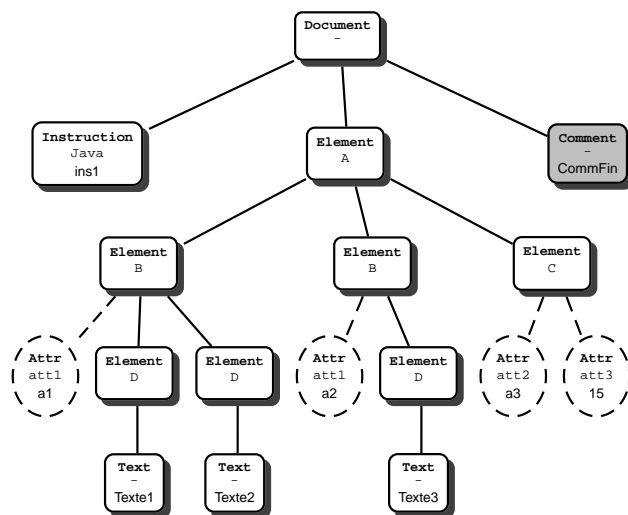 Document
-
Instruction
Java
ins1
Element
A
Comment
-
CommFin
Element
B
Element
B
Element
C
Attr
att1
a1
Element
D
Element
D
Attr
att1
a2
Element
D
Attr
att2
a3
Attr
att3
15
Text
-
Texte1
Text
-
Texte2
Text
-
Texte3